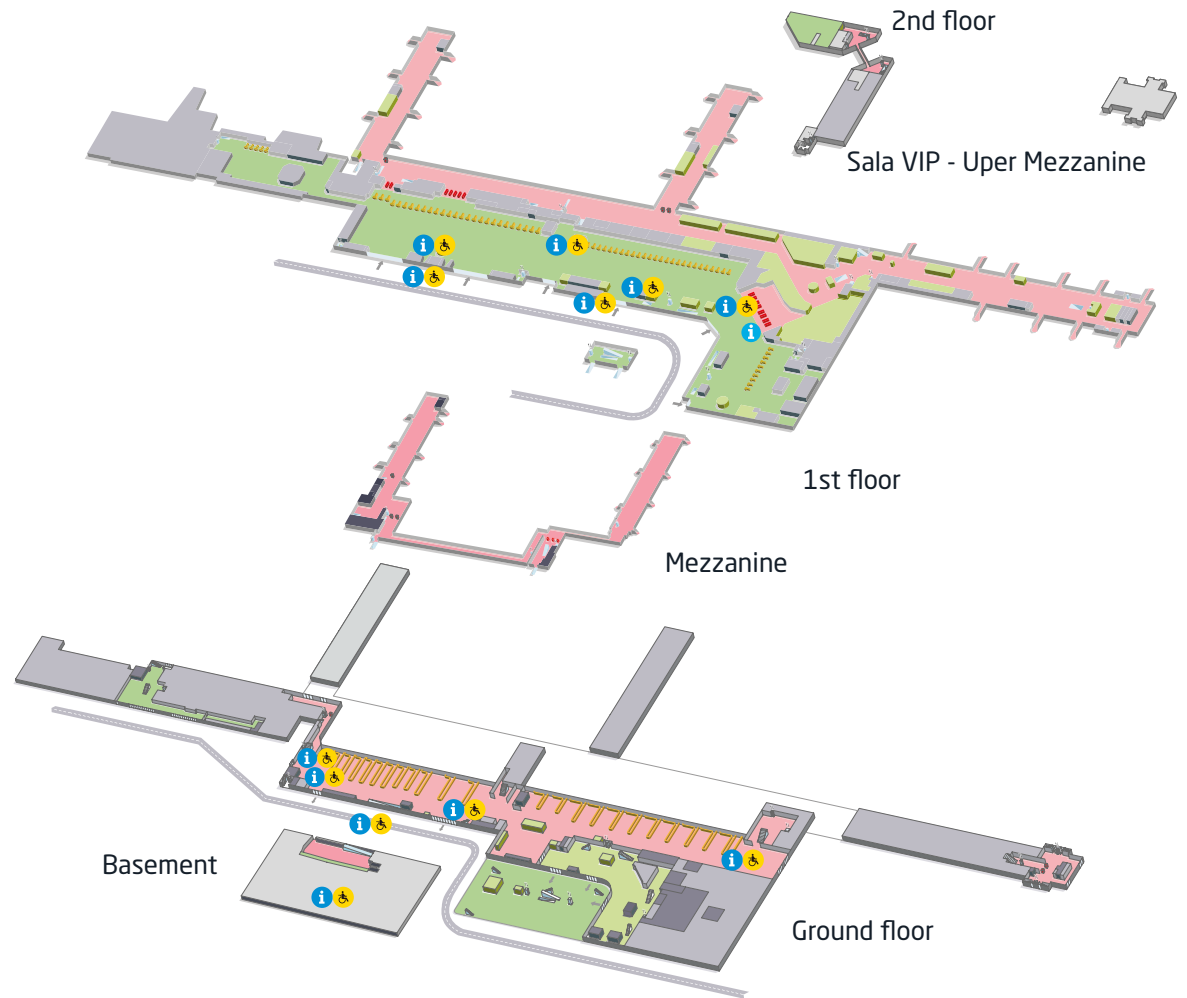 2nd floor
Sala VIP - Uper Mezzanine
1st floor
Mezzanine
Basement
Ground floor